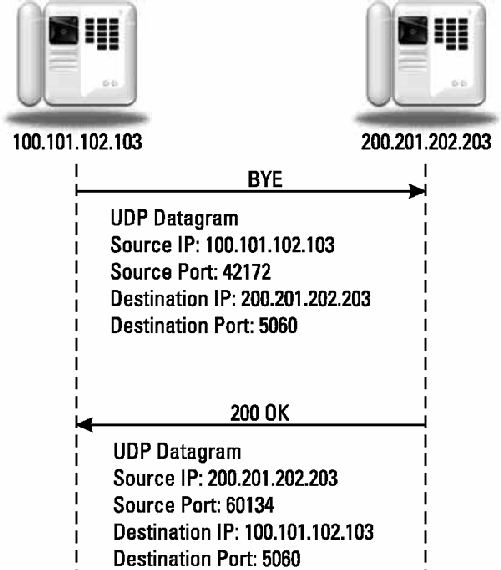 100.101.102.103
200.201.202.203
BYE
UDP Datagram
Source IP: 100.101.102.103
Source Port: 42172
Destination IP: 200.201.202.203
Destination Port: 5060
200 OK
UDP Datagram
Source IP: 200.201.202.203
Source Port: 60134
Destination IP: 100.101.102.103
Destination Port: 5060